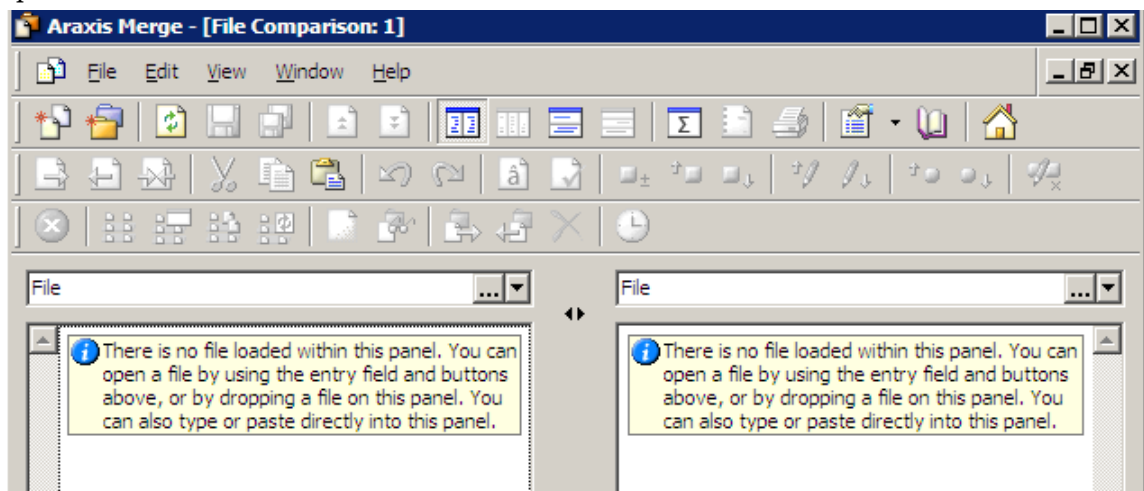 Araxis Merge - [File Comparison: 1]
File Edit View Window Help
File ...
File ...
There is no file loaded within this panel. You can
open a file by using the entry field and buttons
above, or by dropping a file on this panel. You
can also type or paste directly into this panel.
There is no file loaded within this panel. You can
open a file by using the entry field and buttons
above, or by dropping a file on this panel. You
can also type or paste directly into this panel.